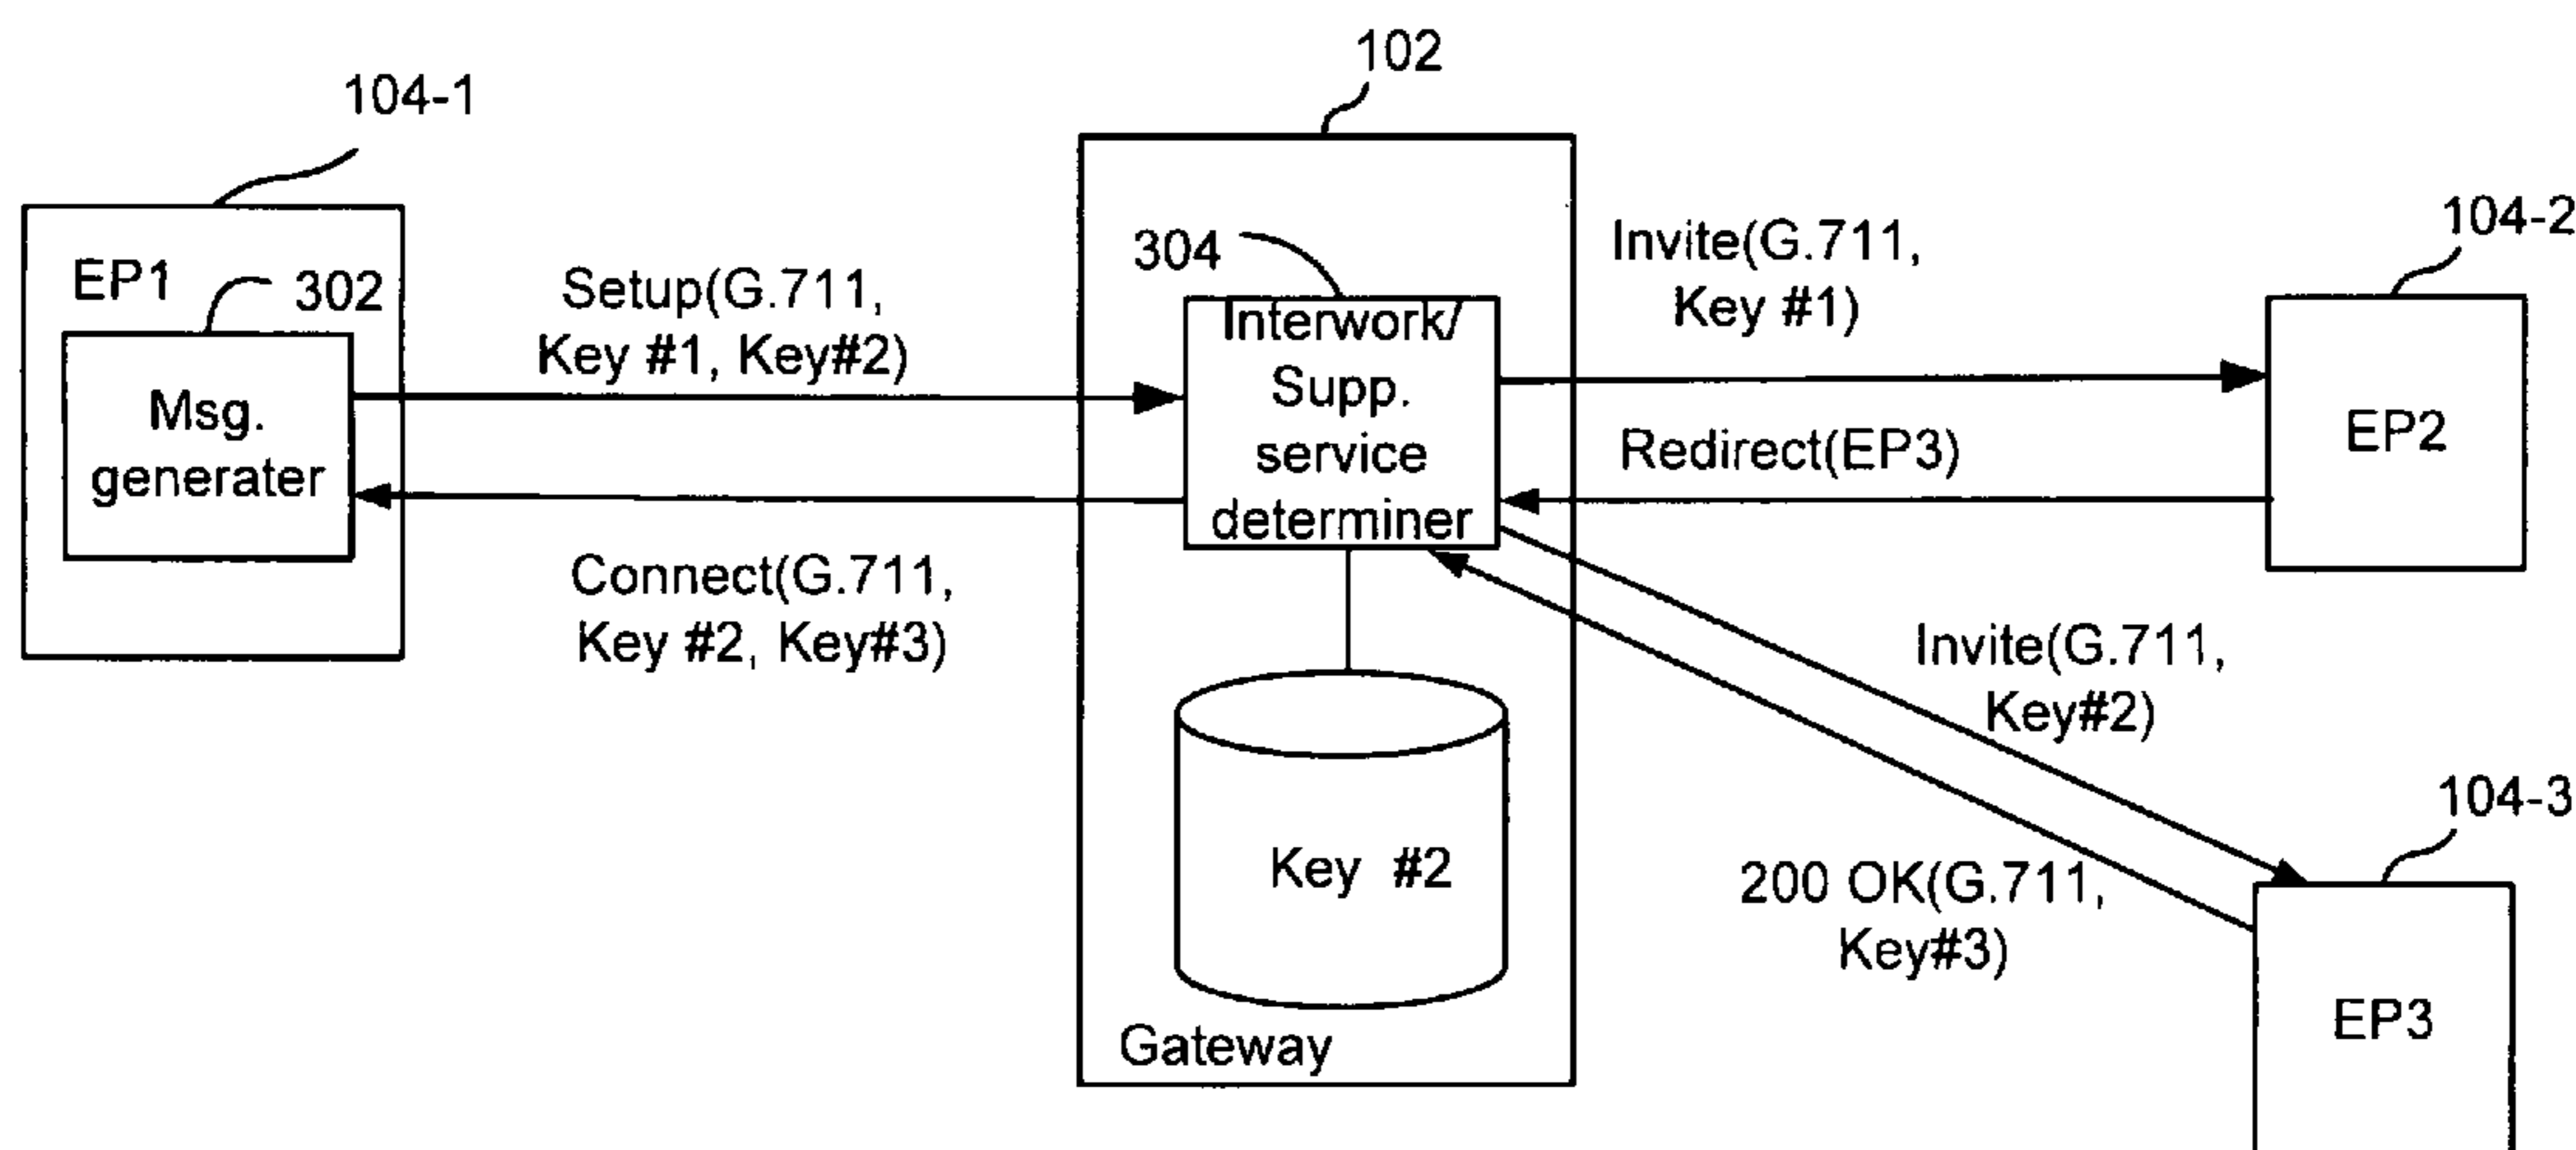 102
104-1
104-2
304
Invite(G.711,
Key #1)
EP1
302
Setup(G.711,
Key #1, Key#2)
Interwork/
Supp.
service
determiner
Msg.
generater
Redirect(EP3)
EP2
Connect(G.711,
Key #2, Key#3)
Invite(G.711,
Key#2)
104-3
Key #2
200 OK(G.711,
Key#3)
EP3
Gateway